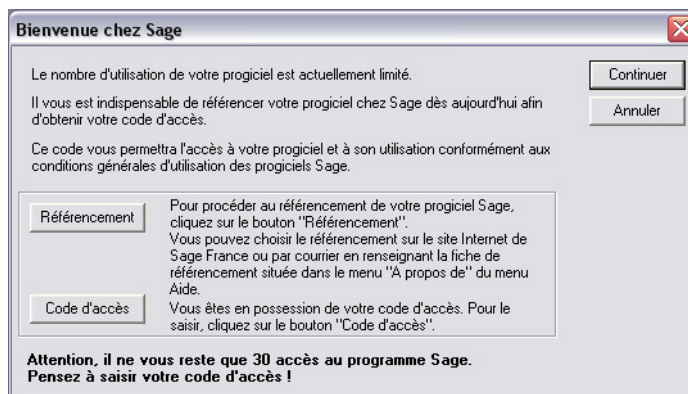 Bienvenue chez Sage
Le nombre d'utilisation de votre progiciel est actuellement limité.
Continuer
Il vous est indispensable de référencer votre progiciel chez Sage dès aujourd'hui afin
d'obtenir votre code d'accès.
Annuler
Ce code vous permettra l'accès à votre progiciel et à son utilisation conformément aux
conditions générales d'utilisation des progiciels Sage.
Référencement
Pour procéder au référencement de votre progiciel Sage,
cliquez sur le bouton "Référencement".
Vous pouvez choisir le référencement sur le site Internet de
Sage France ou par courrier en renseignant la fiche de
référencement située dans le menu "A propos de" du menu
Aide.
Code d'accès
Vous êtes en possession de votre code d'accès. Pour le
saisir, cliquez sur le bouton "Code d'accès".
Attention, il ne vous reste que 30 accès au programme Sage.
Pensez à saisir votre code d'accès !